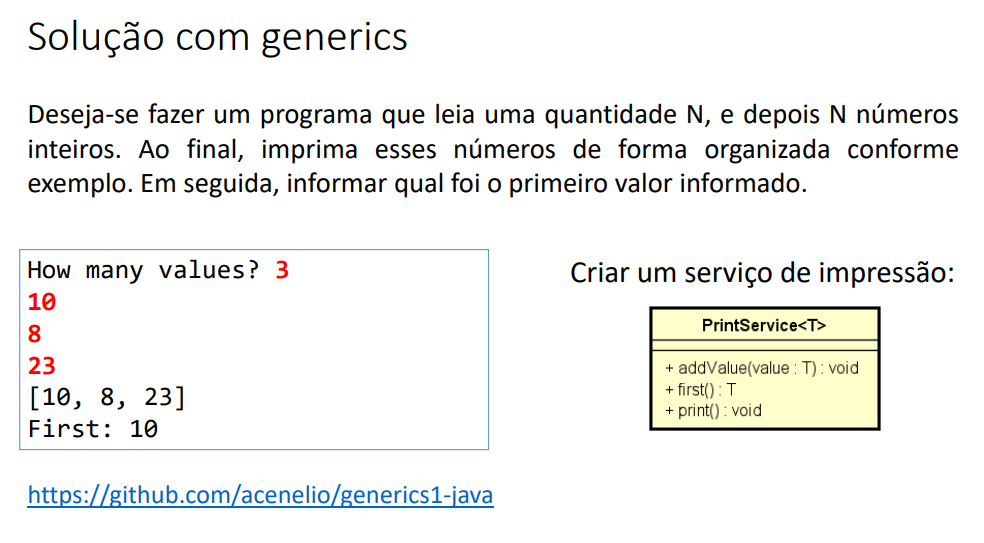 Solução com generics
Deseja-se fazer um programa que leia uma quantidade N, e depois N números
inteiros. Ao final, imprima esses números de forma organizada conforme
exemplo. Em seguida, informar qual foi o primeiro valor informado.
How many values? 3
10
8
23
[10, 8, 23]
First: 10
Criar um serviço de impressão:
PrintService<T>
+ addValue(value : T) : void
+ first() : T
+ print() : void
https://github.com/acenelio/generics1-java